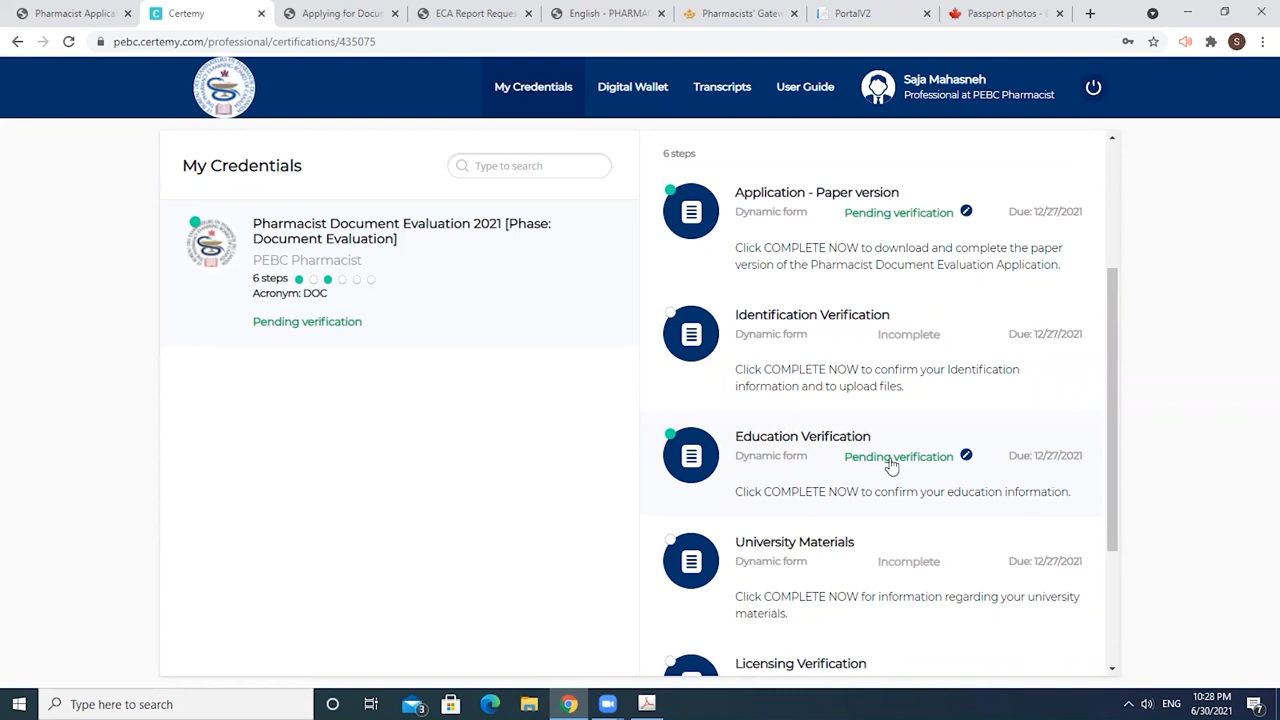 Pharmacist Applica
Certemy
Applying for Docum
ECA Report Reques
English - PHARMA
Pharmacists' Gatew
PortalV2
Passport photos - C
pebc.certemy.com/professional/certifications/435075
S
My Credentials
Digital Wallet
Transcripts
User Guide
Saja Mahasneh
Professional at PEBC Pharmacist
My Credentials
Type to search
Pharmacist Document Evaluation 2021 [Phase:
Document Evaluation]
PEBC Pharmacist
6 steps
Acronym: DOC
Pending verification
6 steps
Application - Paper version
Dynamic form
Pending verification
Due: 12/27/2021
Click COMPLETE NOW to download and complete the paper
version of the Pharmacist Document Evaluation Application.
Identification Verification
Dynamic form
Incomplete
Due: 12/27/2021
Click COMPLETE NOW to confirm your Identification
information and to upload files.
Education Verification
Dynamic form
Pending verification
Due: 12/27/2021
Click COMPLETE NOW to confirm your education information.
University Materials
Dynamic form
Incomplete
Due: 12/27/2021
Click COMPLETE NOW for information regarding your university
materials.
Licensing Verification
Type here to search
3
ENG
10:28 PM
6/30/2021